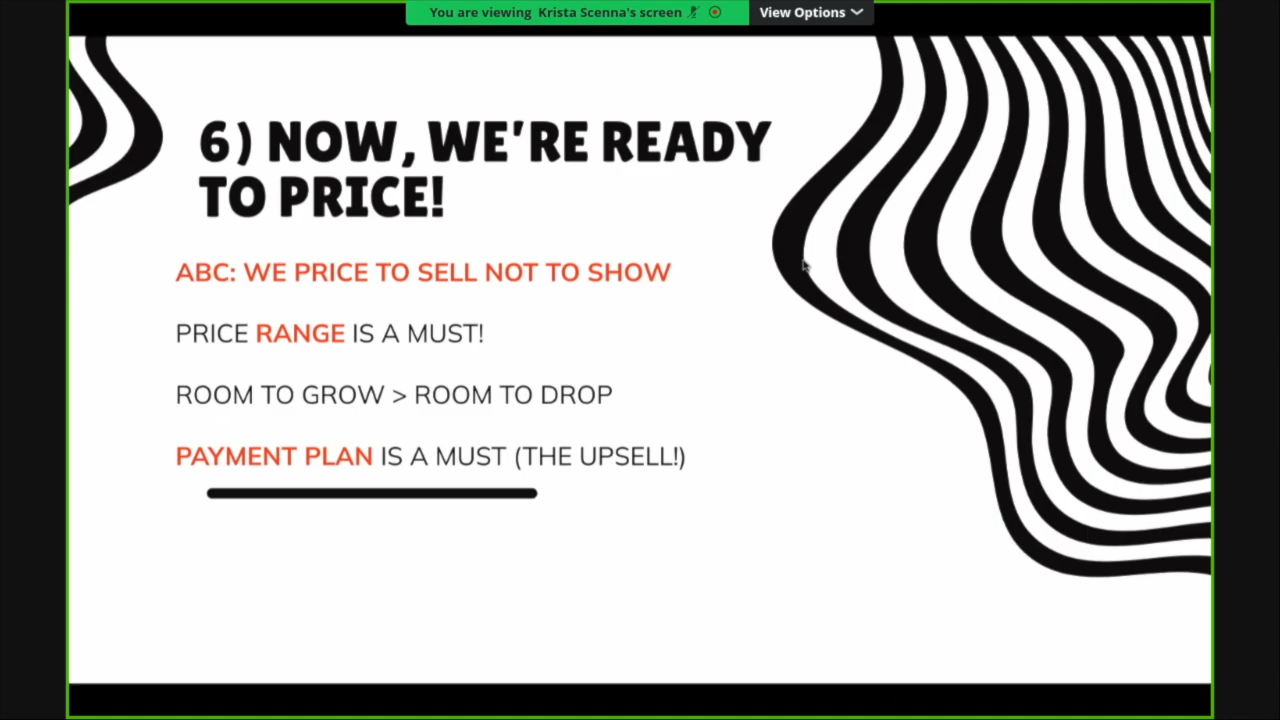 You are viewing Krista Scenna's screen View Options
6) NOW, WE'RE READY
TO PRICE!
ABC: WE PRICE TO SELL NOT TO SHOW
PRICE RANGE IS A MUST!
ROOM TO GROW > ROOM TO DROP
PAYMENT PLAN IS A MUST (THE UPSELL!)